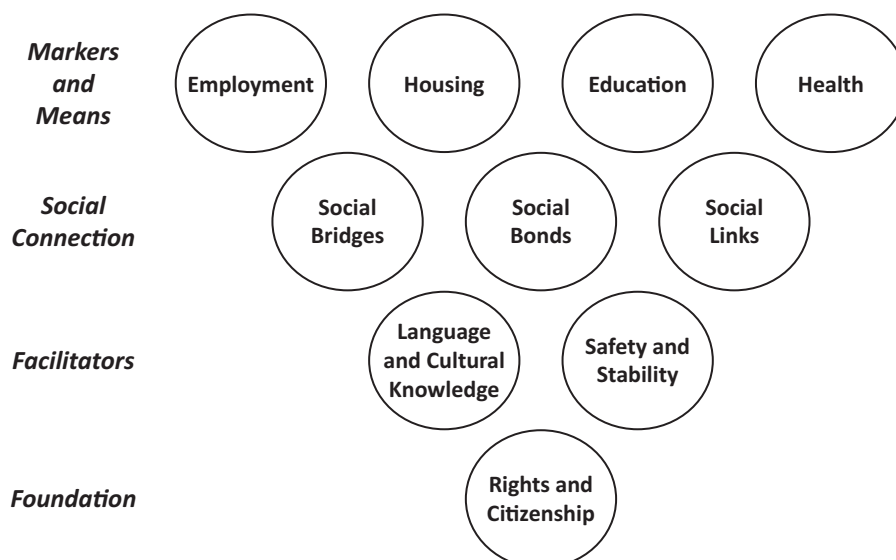 Markers
and
Means
Employment
Housing
Education
Health
Social
Connection
Social
Bridges
Social
Bonds
Social
Links
Facilitators
Language
and Cultural
Knowledge
Safety and
Stability
Foundation
Rights and
Citizenship